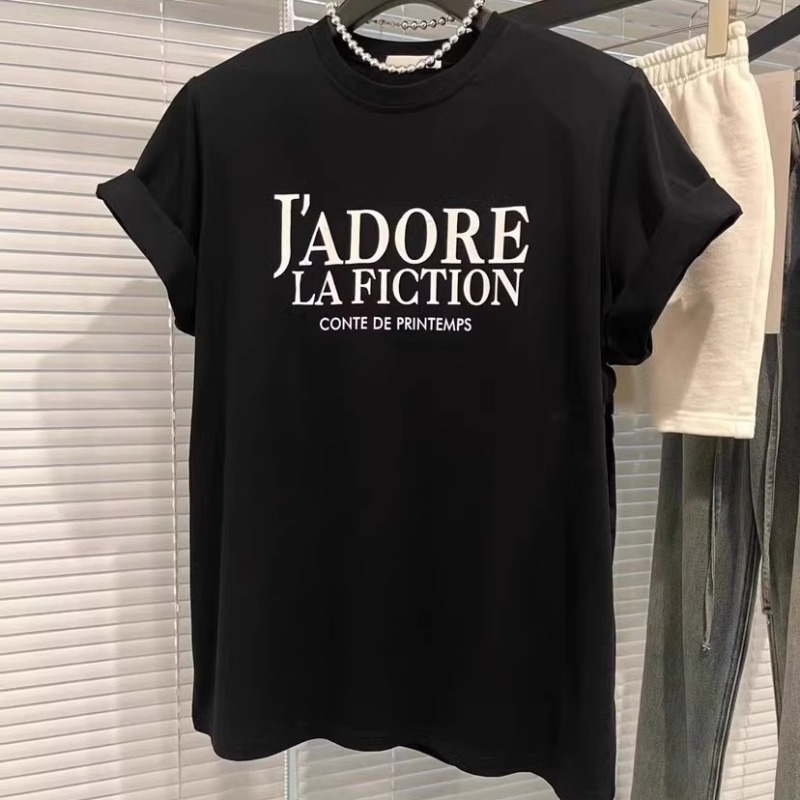 J'ADORE
LA FICTION
CONTE DE PRINTEMPS